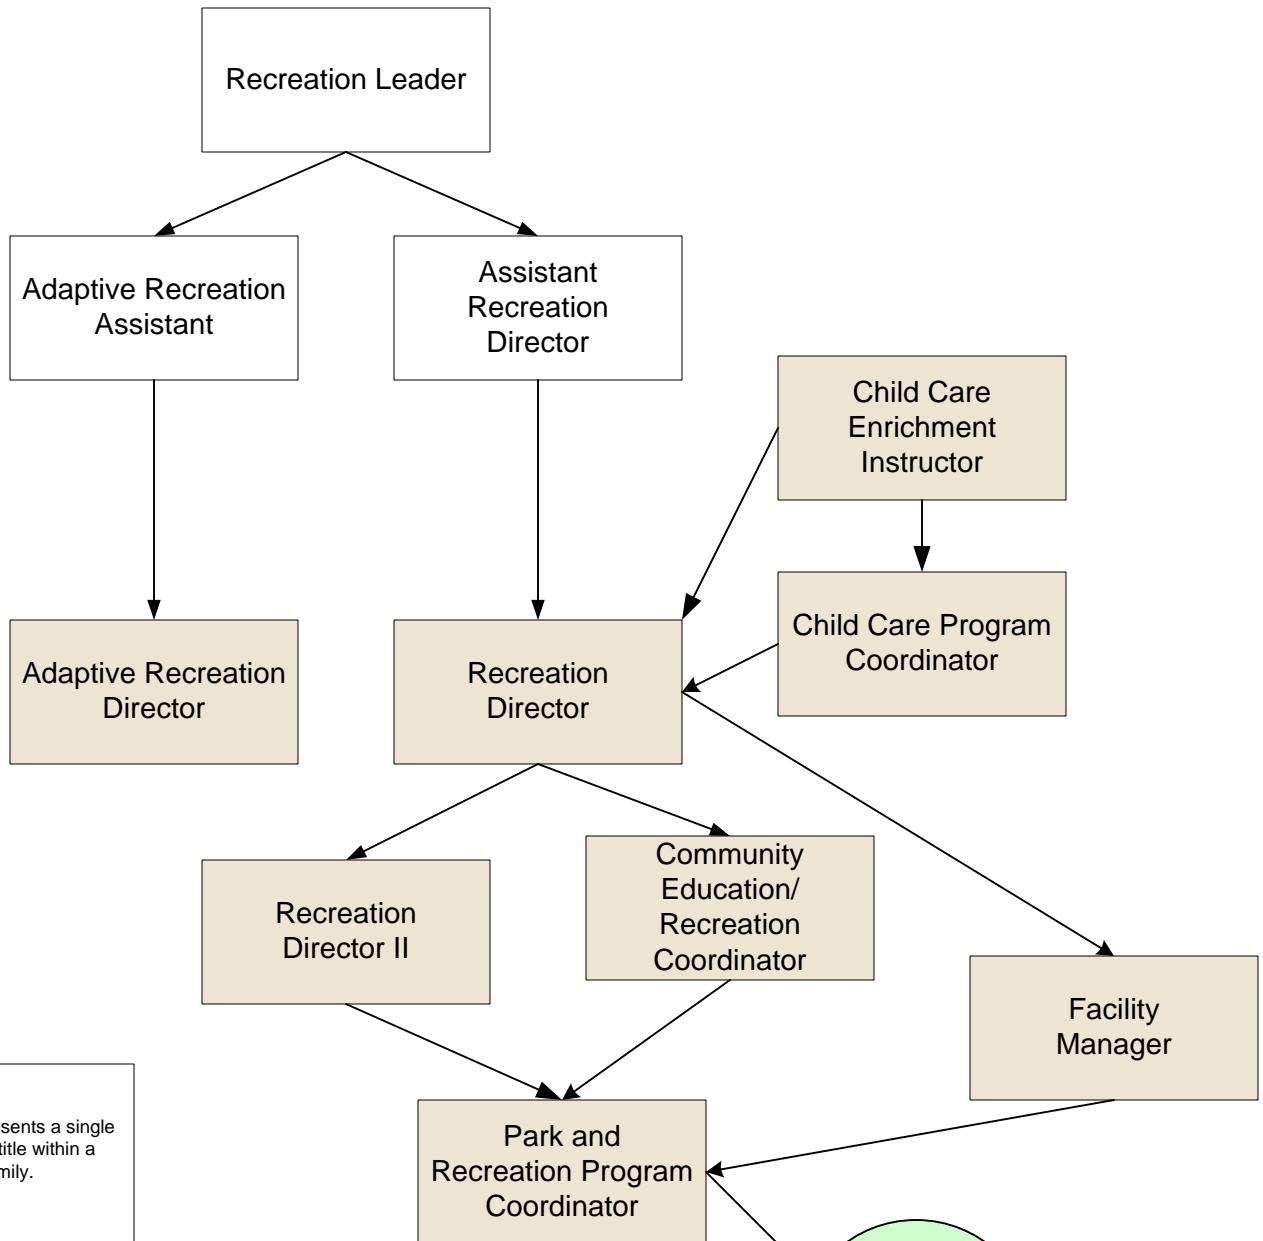 Recreation Leader
Adaptive Recreation
Assistant
Assistant
Recreation
Director
Child Care
Enrichment
Instructor
Child Care Program
Coordinator
Adaptive Recreation
Director
Recreation
Director
Recreation
Director II
Community
Education/
Recreation
Coordinator
Facility
Manager
Park and
Recreation Program
Coordinator
sents a single
title within a
mily.